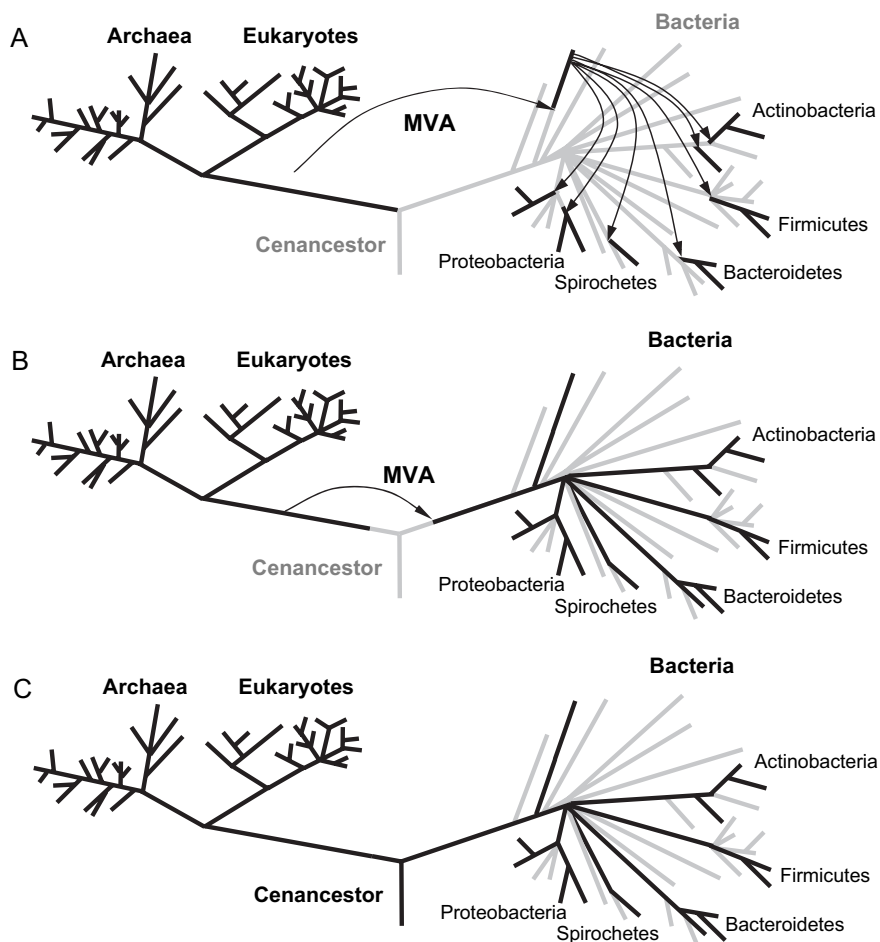 A
Archaea
Eukaryotes
Bacteria
MVA
Actinobacteria
Firmicutes
Cenancestor
Proteobacteria
Spirochetes
Bacteroidetes
B
Archaea
Eukaryotes
Bacteria
MVA
Actinobacteria
Firmicutes
Cenancestor
Proteobacteria
Spirochetes
Bacteroidetes
C
Archaea
Eukaryotes
Bacteria
Actinobacteria
Firmicutes
Cenancestor
Proteobacteria
Spirochetes
Bacteroidetes